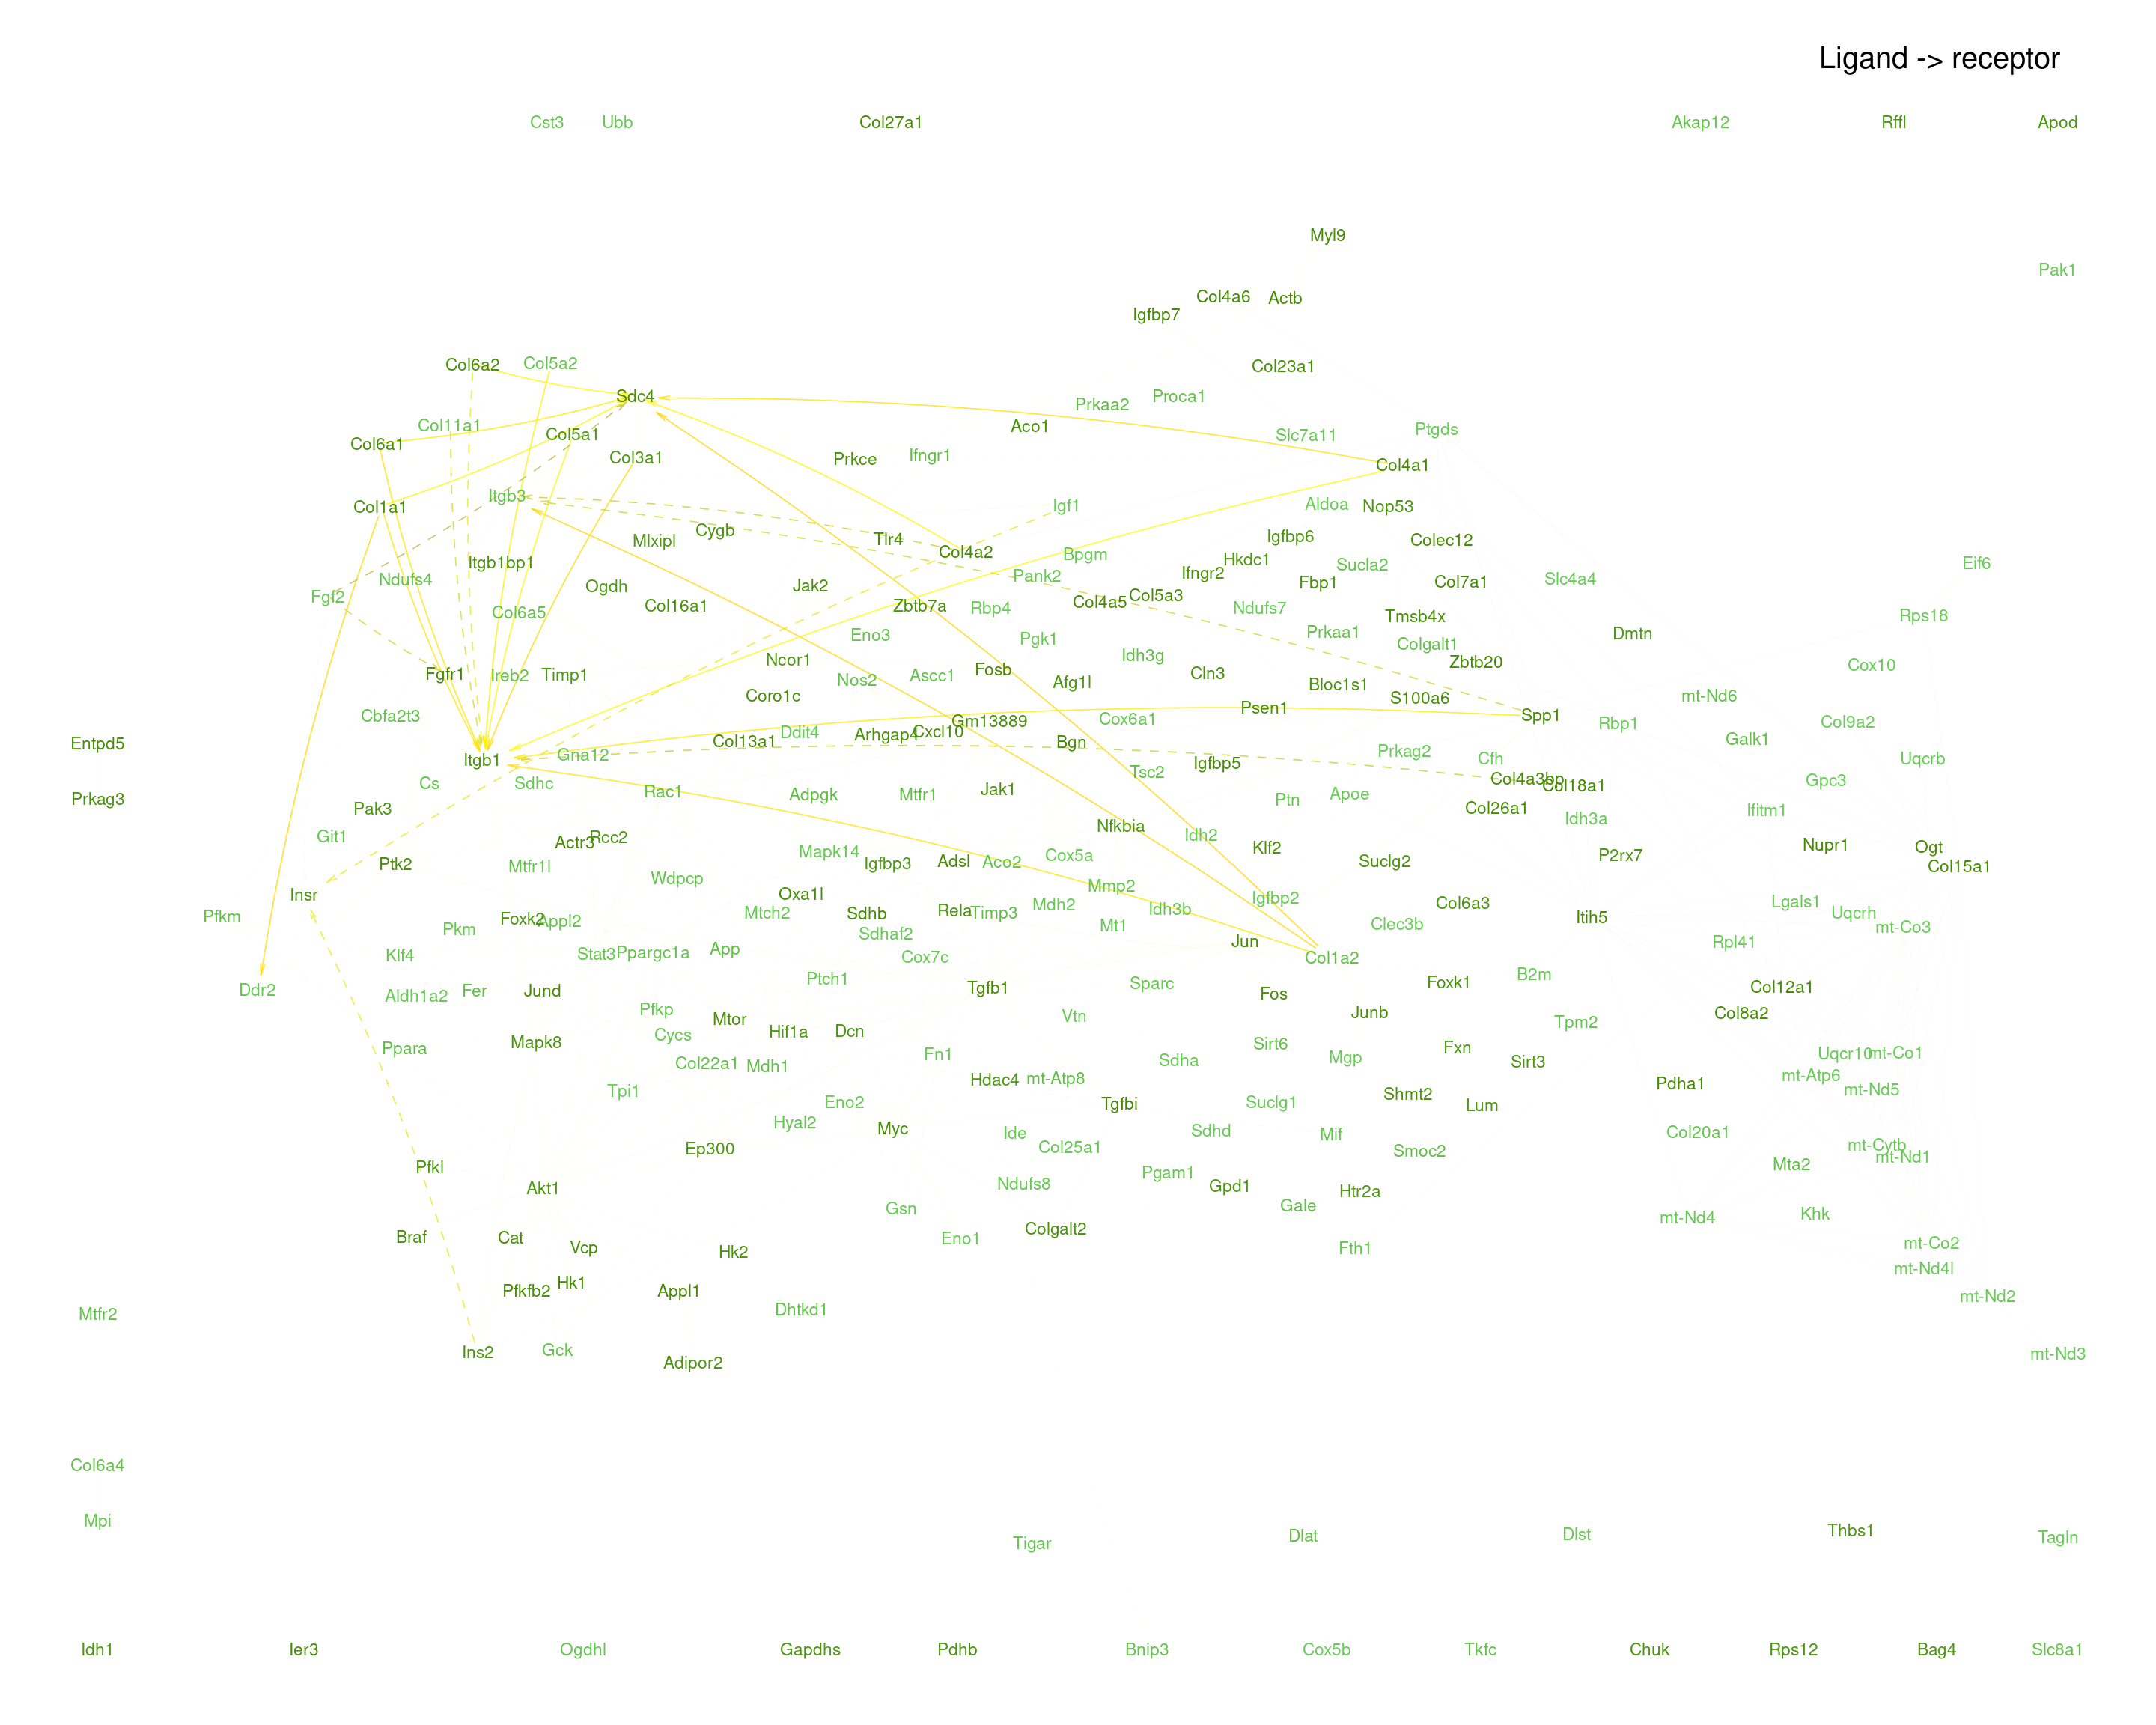 Ligand -> receptor
Cst3 Ubb Col27a1 Akap12 Rffl Apod
Myl9
Pak1
Col4a6 Actb
Igfbp7
Col6a2 Col5a2 Col23a1
Sdc4 Prkaa2 Proca1
Col11a1 Col5a1 Col6a1 Aco1 Slc7a11 Ptgds
Col3a1 Prkce Ifngr1 Col4a1
Itgb3 Col1a1 Igf1 Aldoa Nop53
Mlxipl Cygb Tlr4 Igfbp6 Colec12
Itgb1bp1 Col4a2 Bpgm Hkdc1 Sucla2 Eif6
Ndufs4 Ogdh Jak2 Pank2 Ifngr2 Fbp1 Col7a1 Slc4a4
Fgf2 Col6a5 Col16a1 Zbtb7a Rbp4 Col4a5 Col5a3 Ndufs7 Tmsb4x Rps18
Eno3 Pgk1 Prkaa1 Colgalt1 Dmtn
Fgfr1 Ireb2 Timp1 Ncor1 Nos2 Ascc1 Fosb Idh3g Cln3 Zbtb20 Cox10
Coro1c Afg1l Bloc1s1 S100a6 mt-Nd6
Cbfa2t3 Ddit4 Arhgap4 Cxcl10 Gm13889 Cox6a1 Psen1 Spp1 Rbp1 Col9a2
Entpd5 Itgb1 Gna12 Col13a1 Bgn Igfbp5 Prkag2 Cfh Galk1 Uqcrb
Cs Sdhc Rac1 Tsc2 Col4a3bp Col18a1 Gpc3
Prkag3 Pak3 Adpgk Mtfr1 Jak1 Ptn Apoe Col26a1 Idh3a Ifitm1
Git1 Actr3 Rcc2 Nfkbia Idh2
Ptk2 Mtfr1l Mapk14 Igfbp3 Adsl Aco2 Cox5a Klf2 Suclg2 P2rx7 Nupr1 Ogt
Insr Wdpcp Oxa1l Mmp2 Igfbp2 Col15a1
Pfkm Pkm Foxk2 Appl2 Mtch2 Sdhb Rela Timp3 Mdh2 Mt1 Idh3b Clec3b Col6a3 Itih5 Lgals1 Uqcrh mt-Co3
Klf4 Stat3 Ppargc1a App Sdhaf2 Cox7c Jun Col1a2 Rpl41
Ddr2 Aldh1a2 Fer Jund Ptch1 Tgfb1 Sparc Fos Foxk1 B2m Col12a1
Pfkp Mtor Vtn Junb Tpm2 Col8a2
Ppara Mapk8 Cycs Hif1a Dcn Fn1 Sirt6 Fxn Uqcr10 mt-Co1
Col22a1 Mdh1 Sdha Mgp Sirt3
Tpi1 Hdac4 mt-Atp8 Shmt2 Pdha1 mt-Atp6 mt-Nd5
Hyal2 Eno2 Tgfbi Suclg1 Lum
Ep300 Myc Ide Col25a1 Sdhd Mif Smoc2 Col20a1 mt-Cytb
Pfkl Pgam1 Mta2 mt-Nd1
Akt1 Ndufs8 Gpd1 Htr2a
Gsn Gale mt-Nd4 Khk
Braf Cat Vcp Hk2 Eno1 Colgalt2 Fth1 mt-Co2
Pfkfb2 Hk1 Appl1 mt-Nd4l
Mtfr2 Dhtkd1 mt-Nd2
Ins2 Gck Adipor2 mt-Nd3
Col6a4
Mpi Tigar Dlat Dlst Thbs1 Tagln
Idh1 Ier3 Ogdhl Gapdhs Pdhb Bnip3 Cox5b Tkfc Chuk Rps12 Bag4 Slc8a1